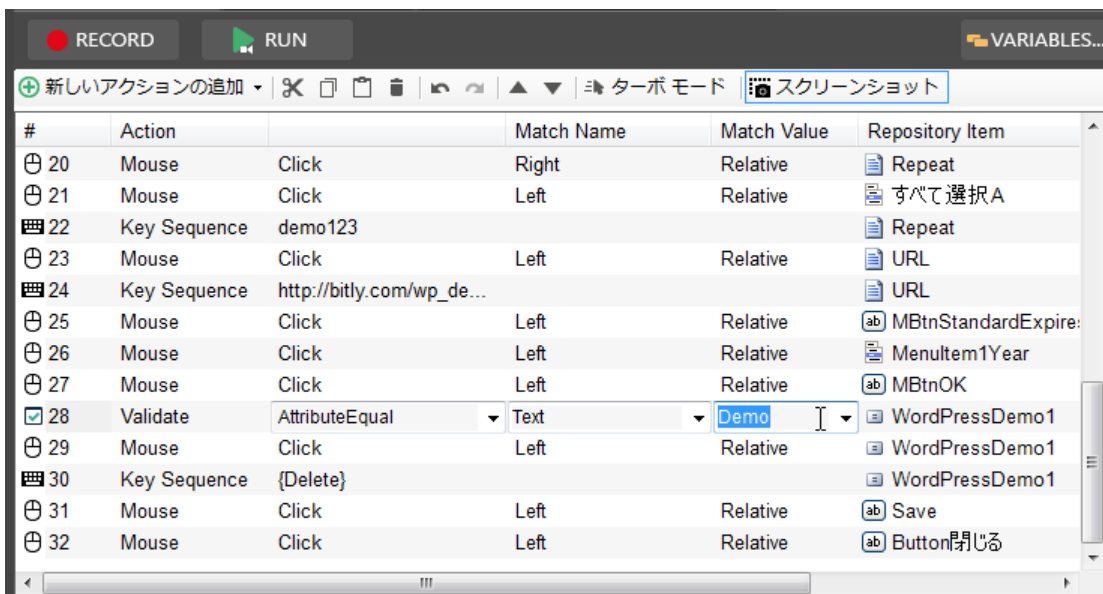 RECORD RUN VARIABLES...
新しいアクションの追加 ターボ モード スクリーンショット
# Action Match Name Match Value Repository Item
20 Mouse Click Right Relative Repeat
21 Mouse Click Left Relative すべて選択A
22 Key Sequence demo123 Repeat
23 Mouse Click Left Relative URL
24 Key Sequence http://bitly.com/wp_de... URL
25 Mouse Click Left Relative MBtnStandardExpires
26 Mouse Click Left Relative MenuItem1Year
27 Mouse Click Left Relative MBtnOK
28 Validate AttributeEqual Text Demo WordPressDemo1
29 Mouse Click Left Relative WordPressDemo1
30 Key Sequence {Delete} WordPressDemo1
31 Mouse Click Left Relative Save
32 Mouse Click Left Relative Button閉じる